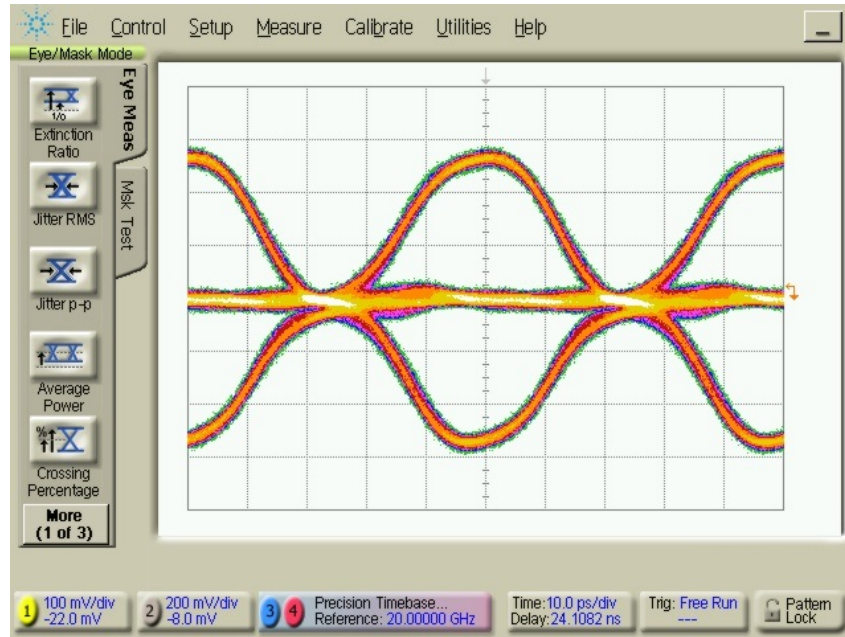 File Control Setup Measure Calibrate Utilities Help
Eye/Mask Mode
Eye Meas
Msk Test
1/0
Extinction
Ratio
Jitter RMS
Jitter p-p
Average
Power
%
Crossing
Percentage
More
(1 of 3)
1 100 mV/div
-22.0 mV
2 200 mV/div
-8.0 mV
3 4 Precision Timebase...
Reference: 20.00000 GHz
Time:10.0 ps/div
Delay:24.1082 ns
Trig: Free Run
---
Pattern
Lock